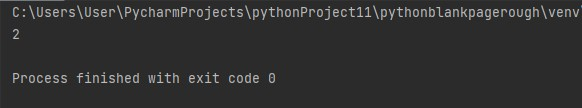 C:\Users\User\PycharmProjects\pythonProject11\pythonblankpagerough\venv
2
Process finished with exit code 0